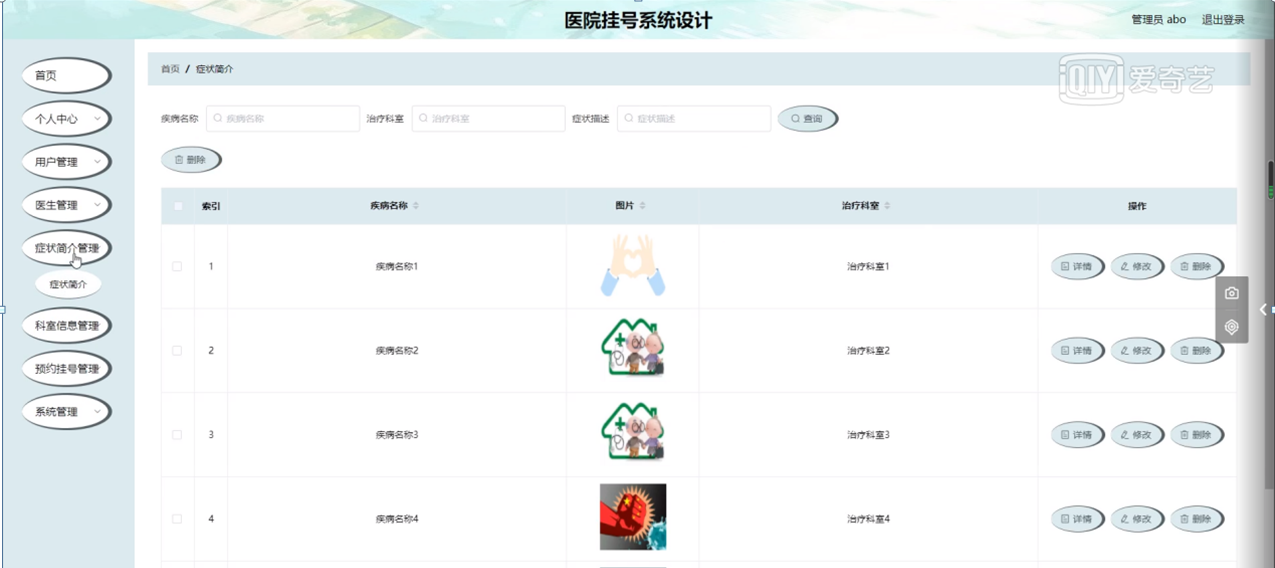 医院挂号系统设计
管理员 abo 退出登录
iQIYI 爱奇艺
首页
个人中心
用户管理
医生管理
症状简介管理
症状简介
科室信息管理
预约挂号管理
系统管理
首页 / 症状简介
疾病名称 疾病名称 治疗科室 治疗科室 症状描述 症状描述 查询
删除
索引 疾病名称 图片 治疗科室 操作
1 疾病名称1 治疗科室1 详情 修改 删除
2 疾病名称2 治疗科室2 详情 修改 删除
3 疾病名称3 治疗科室3 详情 修改 删除
4 疾病名称4 治疗科室4 详情 修改 删除